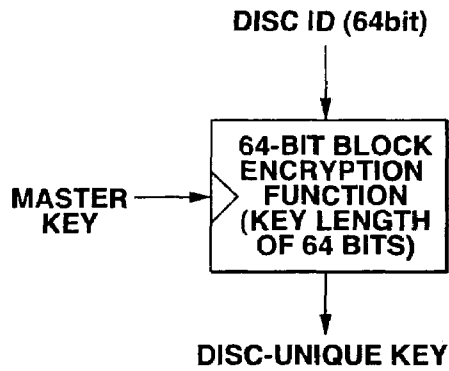 DISC ID (64bit)
64-BIT BLOCK
ENCRYPTION
FUNCTION
(KEY LENGTH
OF 64 BITS)
MASTER
KEY
DISC-UNIQUE KEY